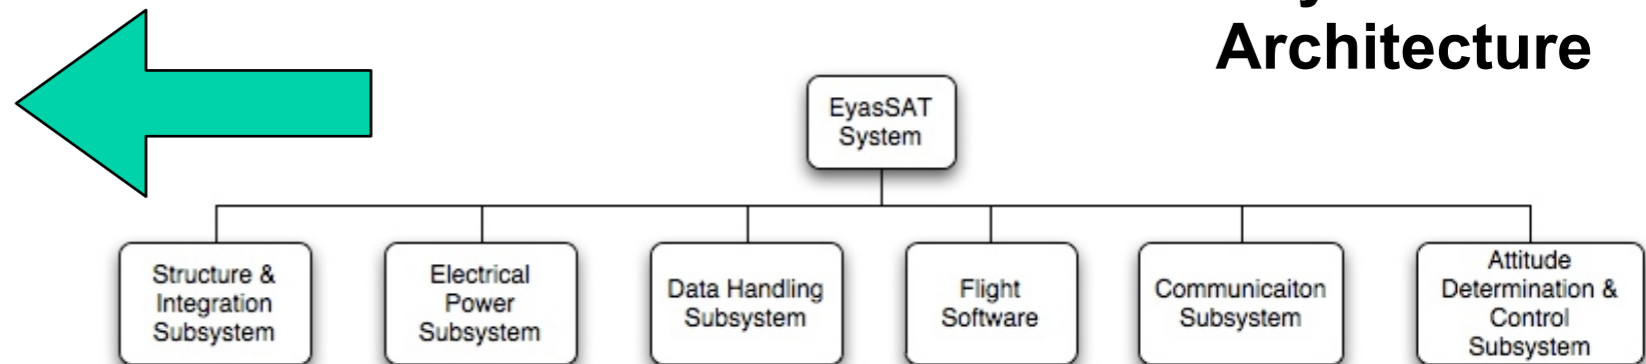 Architecture
EyasSAT
System
Structure &
Integration
Subsystem
Electrical
Power
Subsystem
Data Handling
Subsystem
Flight
Software
Communicaiton
Subsystem
Attitude
Determination &
Control
Subsystem